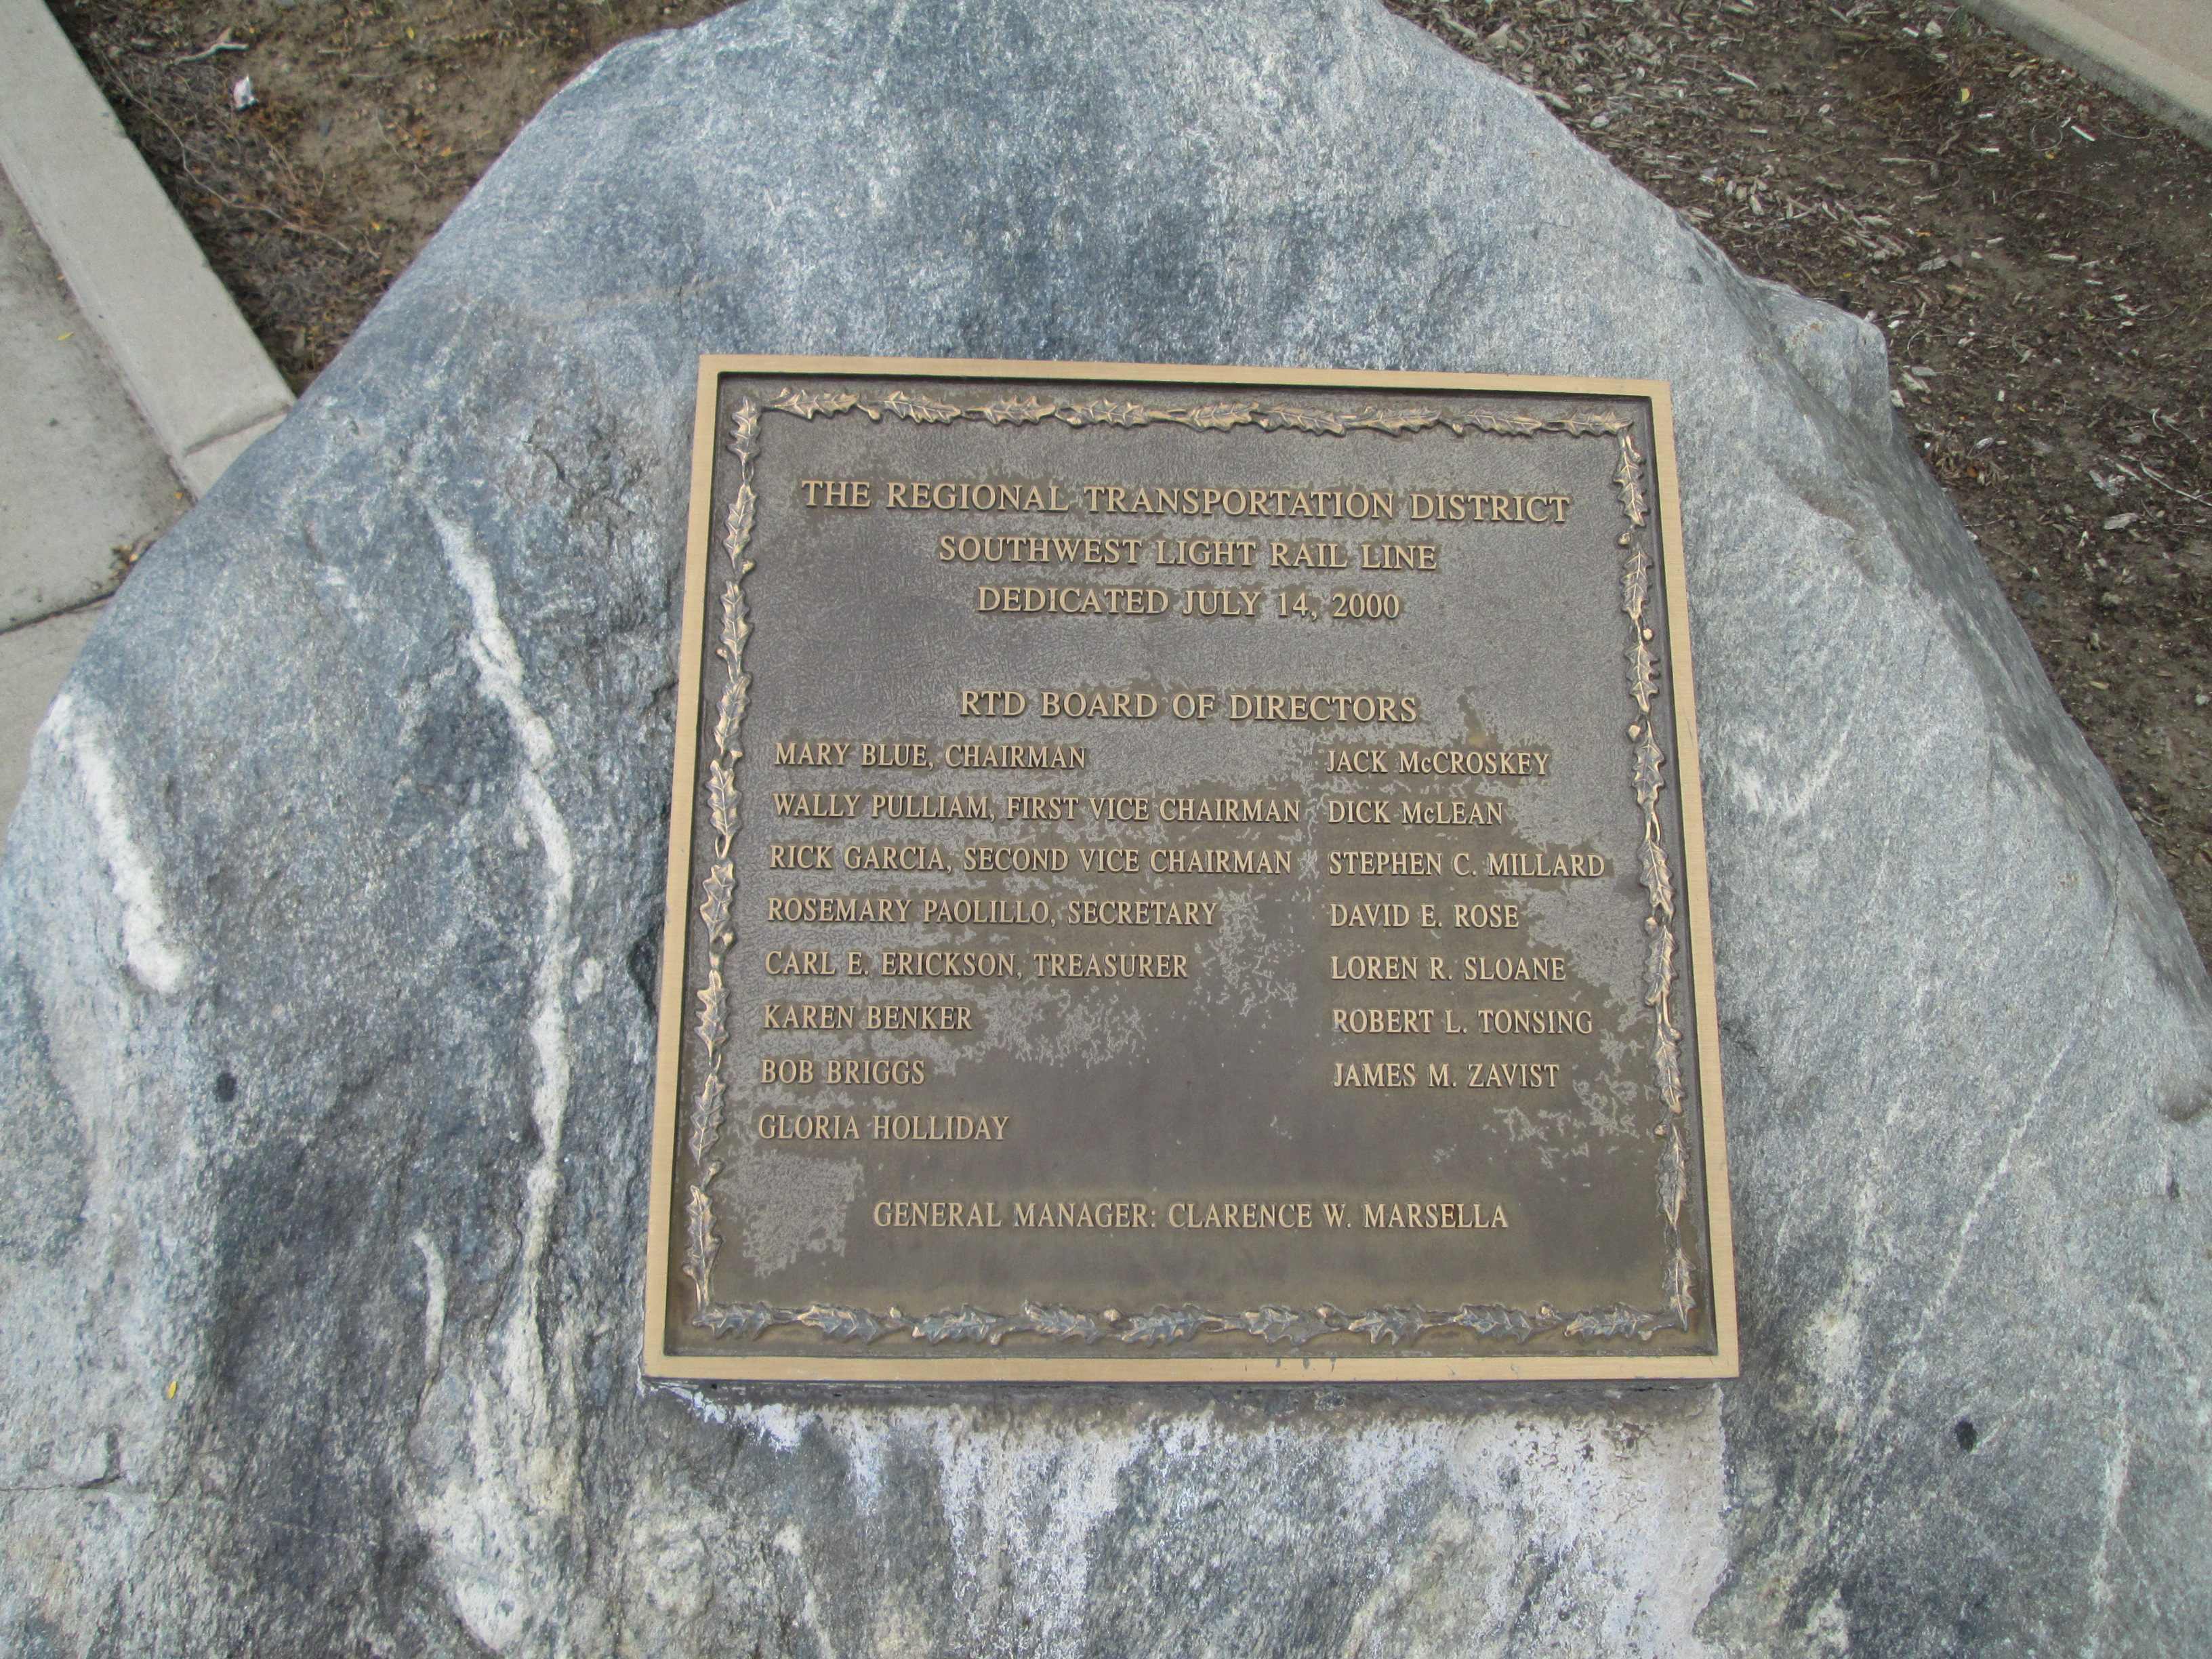 THE REGIONAL TRANSPORTATION DISTRICT
SOUTHWEST LIGHT RAIL LINE
DEDICATED JULY 14, 2000
RTD BOARD OF DIRECTORS
MARY BLUE, CHAIRMAN
WALLY PULLIAM, FIRST VICE CHAIRMAN
RICK GARCIA, SECOND VICE CHAIRMAN
ROSEMARY PAOLILLO, SECRETARY
CARL E. ERICKSON, TREASURER
KAREN BENKER
BOB BRIGGS
GLORIA HOLLIDAY
JACK McCROSKEY
DICK McLEAN
STEPHEN C. MILLARD
DAVID E. ROSE
LOREN R. SLOANE
ROBERT L. TONSING
JAMES M. ZAVIST
GENERAL MANAGER: CLARENCE W. MARSELLA